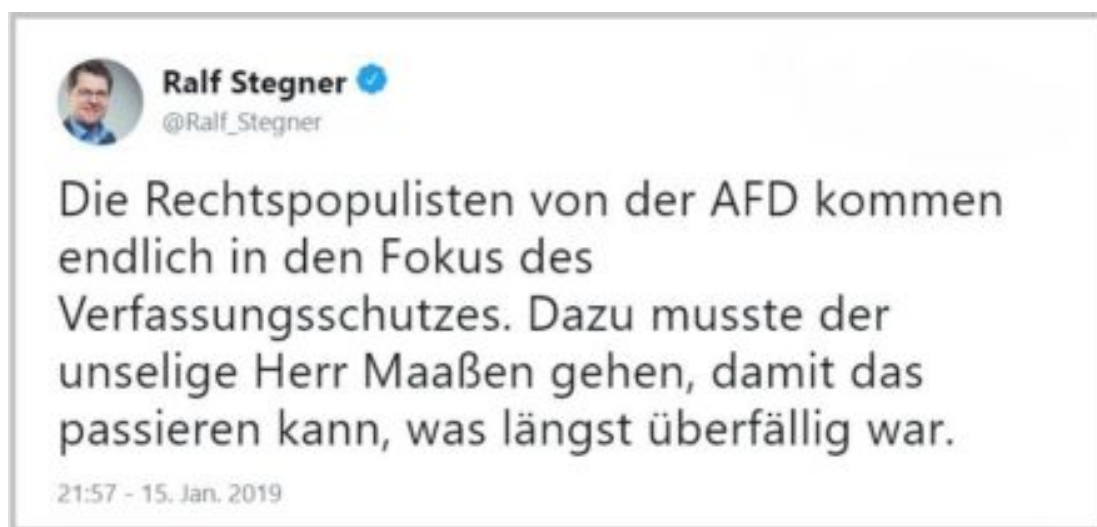 Ralf Stegner
@Ralf_Stegner
Die Rechtspopulisten von der AFD kommen
endlich in den Fokus des
Verfassungsschutzes. Dazu musste der
unselige Herr Maaßen gehen, damit das
passieren kann, was längst überfällig war.
21:57 - 15. Jan. 2019